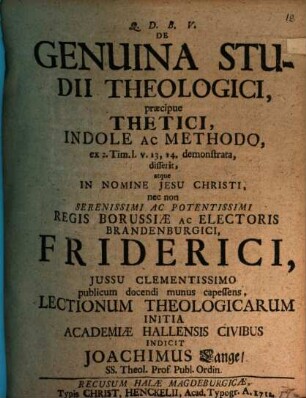 Q. D. B. V.
DE
GENUINA STU-
DII THEOLOGICI,
præcipue
THETICI,
INDOLE AC METHODO,
ex 2. Tim. I. v. 13, 14. demonstrata,
disserit,
atque
IN NOMINE JESU CHRISTI,
nec non
SERENISSIMI AC POTENTISSIMI
REGIS BORUSSIÆ AC ELECTORIS
BRANDENBURGICI,
FRIDERICI,
JUSSU CLEMENTISSIMO
publicum docendi munus capessens,
LECTIONUM THEOLOGICARUM
INITIA
ACADEMIÆ HALLENSIS CIVIBUS
INDICIT
JOACHIMUS Lange/
SS. Theol. Prof. Publ. Ordin.
RECUSUM HALÆ MAGDEBURGICÆ,
Typis CHRIST. HENCKELII, Acad. Typogr. A. 1712.